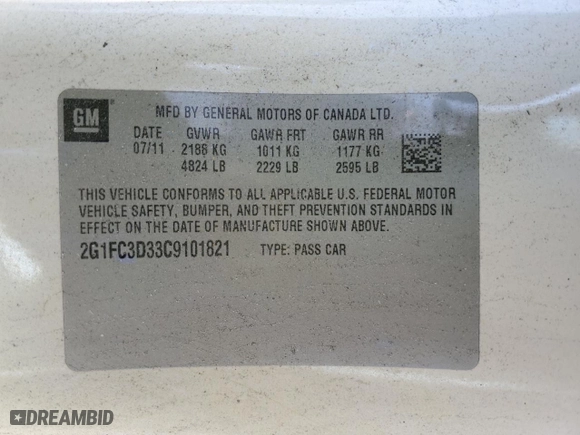 GM
MFD BY GENERAL MOTORS OF CANADA LTD.
DATE GVWR GAWR FRT GAWR RR
07/11 2188 KG 1011 KG 1177 KG
4824 LB 2229 LB 2595 LB
THIS VEHICLE CONFORMS TO ALL APPLICABLE U.S. FEDERAL MOTOR
VEHICLE SAFETY, BUMPER, AND THEFT PREVENTION STANDARDS IN
EFFECT ON THE DATE OF MANUFACTURE SHOWN ABOVE.
2G1FC3D33C9101821 TYPE: PASS CAR
DREAMBID